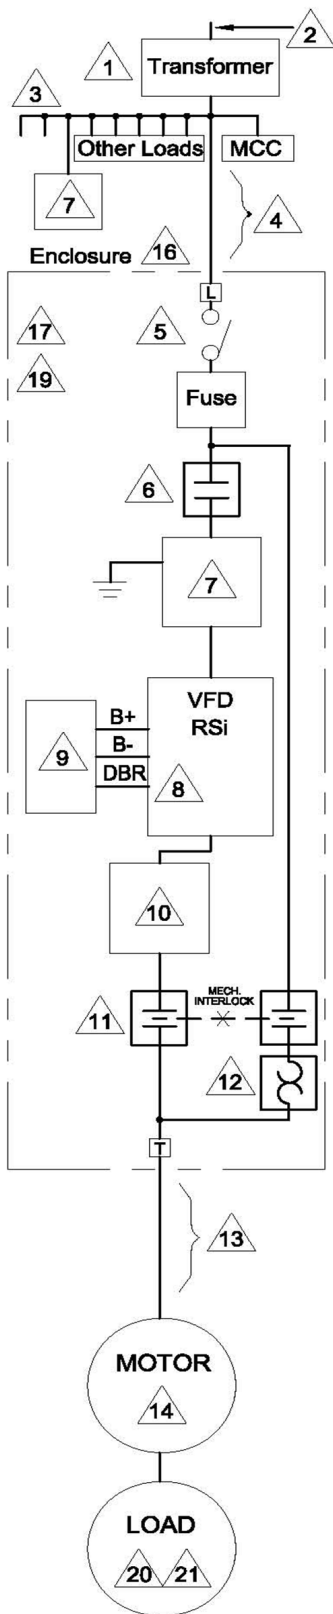 2
1
Transformer
3
Other Loads
MCC
7
4
Enclosure
16
L
17
5
19
Fuse
6
7
VFD
RSi
B+
B-
DBR
9
8
10
MECH.
INTERLOCK
11
12
T
13
MOTOR
14
LOAD
20
21